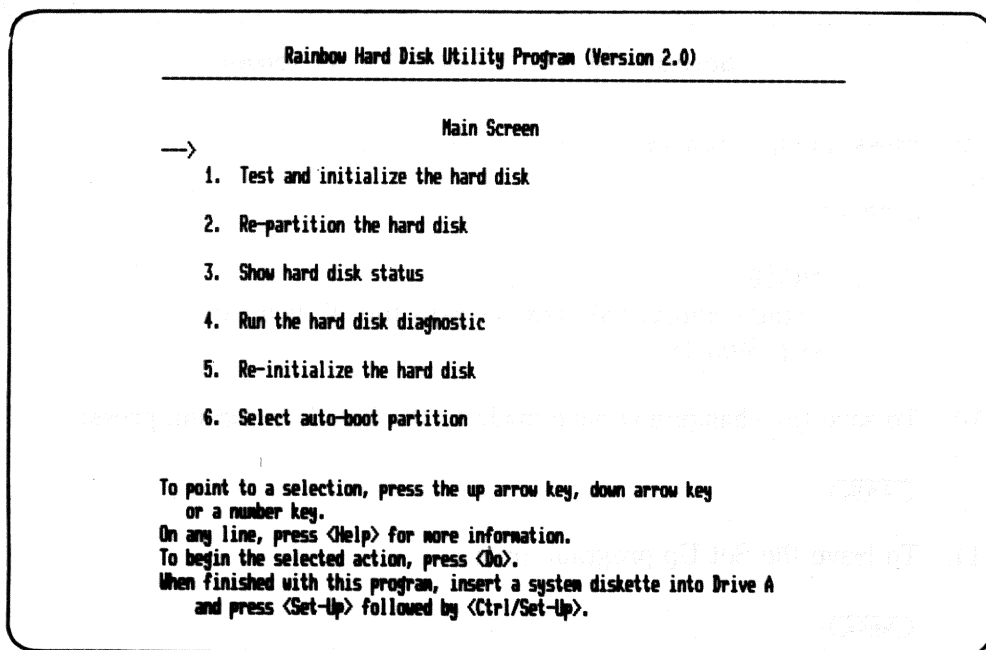 Rainbow Hard Disk Utility Program (Version 2.0)
Main Screen
-->
1. Test and initialize the hard disk
2. Re-partition the hard disk
3. Show hard disk status
4. Run the hard disk diagnostic
5. Re-initialize the hard disk
6. Select auto-boot partition
To point to a selection, press the up arrow key, down arrow key
or a number key.
On any line, press <Help> for more information.
To begin the selected action, press <Do>.
When finished with this program, insert a system diskette into Drive A
and press <Set-Up> followed by <Ctrl/Set-Up>.